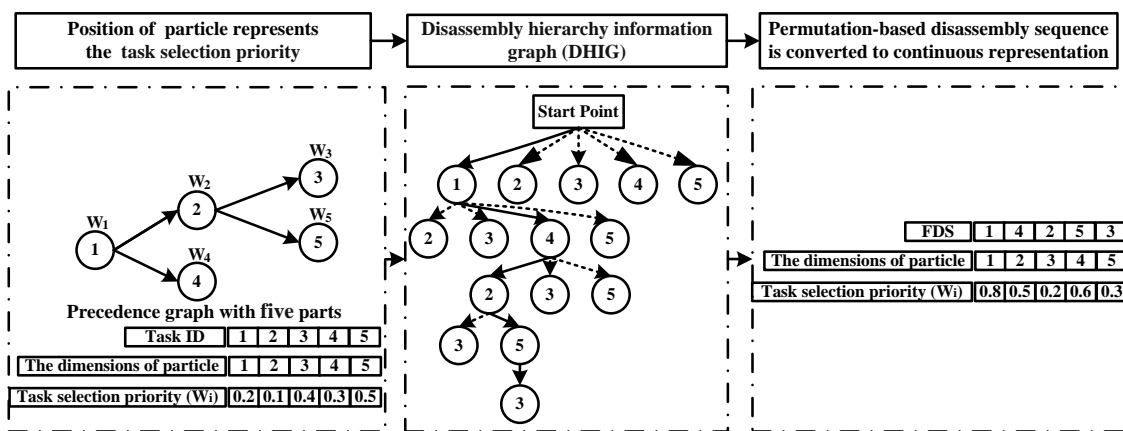 Position of particle represents
the task selection priority
Disassembly hierarchy information
graph (DHIG)
Permutation-based disassembly sequence
is converted to continuous representation
W1
1
W2
2
W3
3
W5
5
W4
4
Precedence graph with five parts
Task ID 1 2 3 4 5
The dimensions of particle 1 2 3 4 5
Task selection priority (Wi) 0.2 0.1 0.4 0.3 0.5
Start Point
1 2 3 4 5
2 3 4 5
2 3 5
3 5
3
FDS 1 4 2 5 3
The dimensions of particle 1 2 3 4 5
Task selection priority (Wi) 0.8 0.5 0.2 0.6 0.3